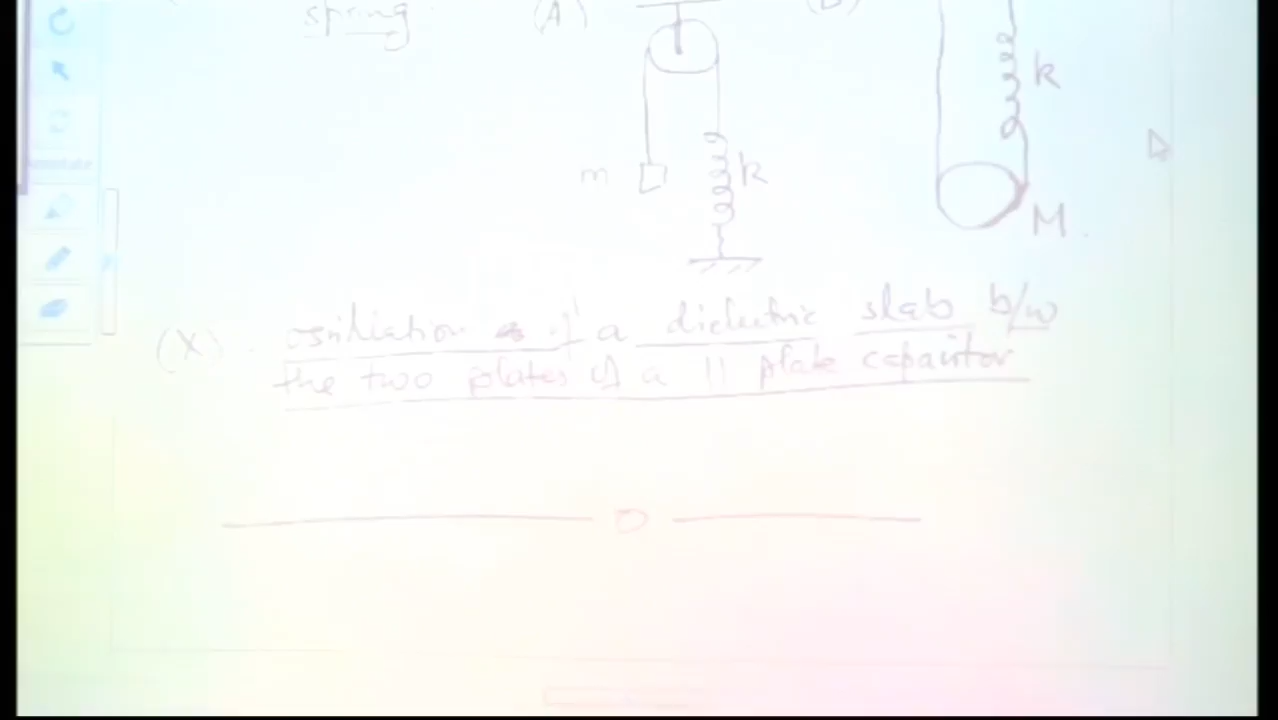 spring (A)
k
m k
M.
(X) oscillation of a dielectric slab b/w
the two plates of a || plate capacitor